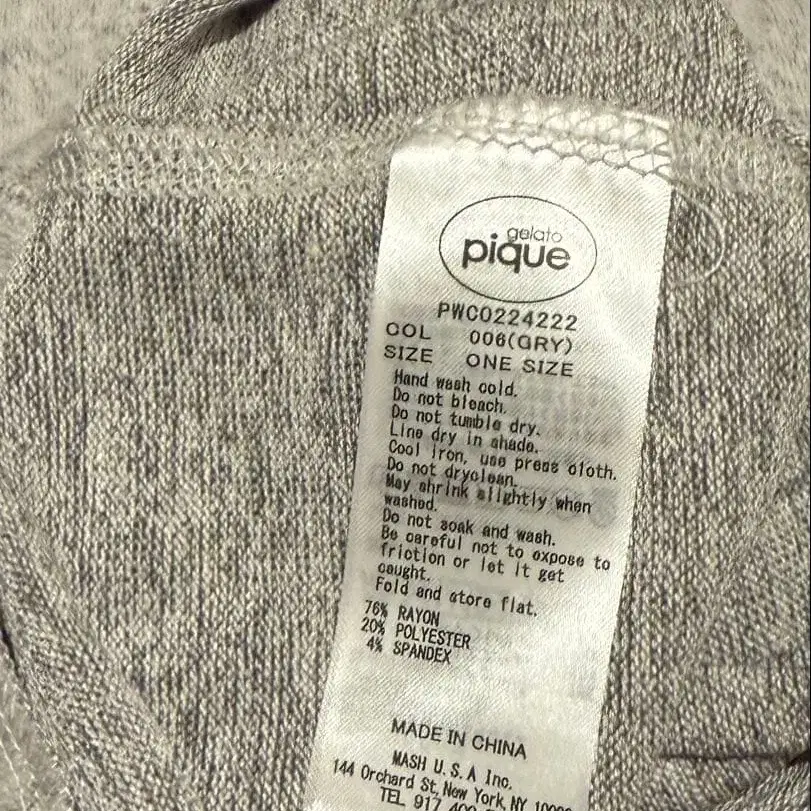 gelato
pique
PWCO224222
COL 006(GRY)
SIZE ONE SIZE
Hand wash cold.
Do not bleach.
Do not tumble dry.
Line dry in shade.
Cool iron, use press cloth.
Do not dryclean.
May shrink slightly when
washed.
Do not soak and wash.
Be careful not to expose to
friction or let it get
caught.
Fold and store flat.
76% RAYON
20% POLYESTER
4% SPANDEX
MADE IN CHINA
MASH U.S.A Inc.
144 Orchard St, New York, NY
TEL 917